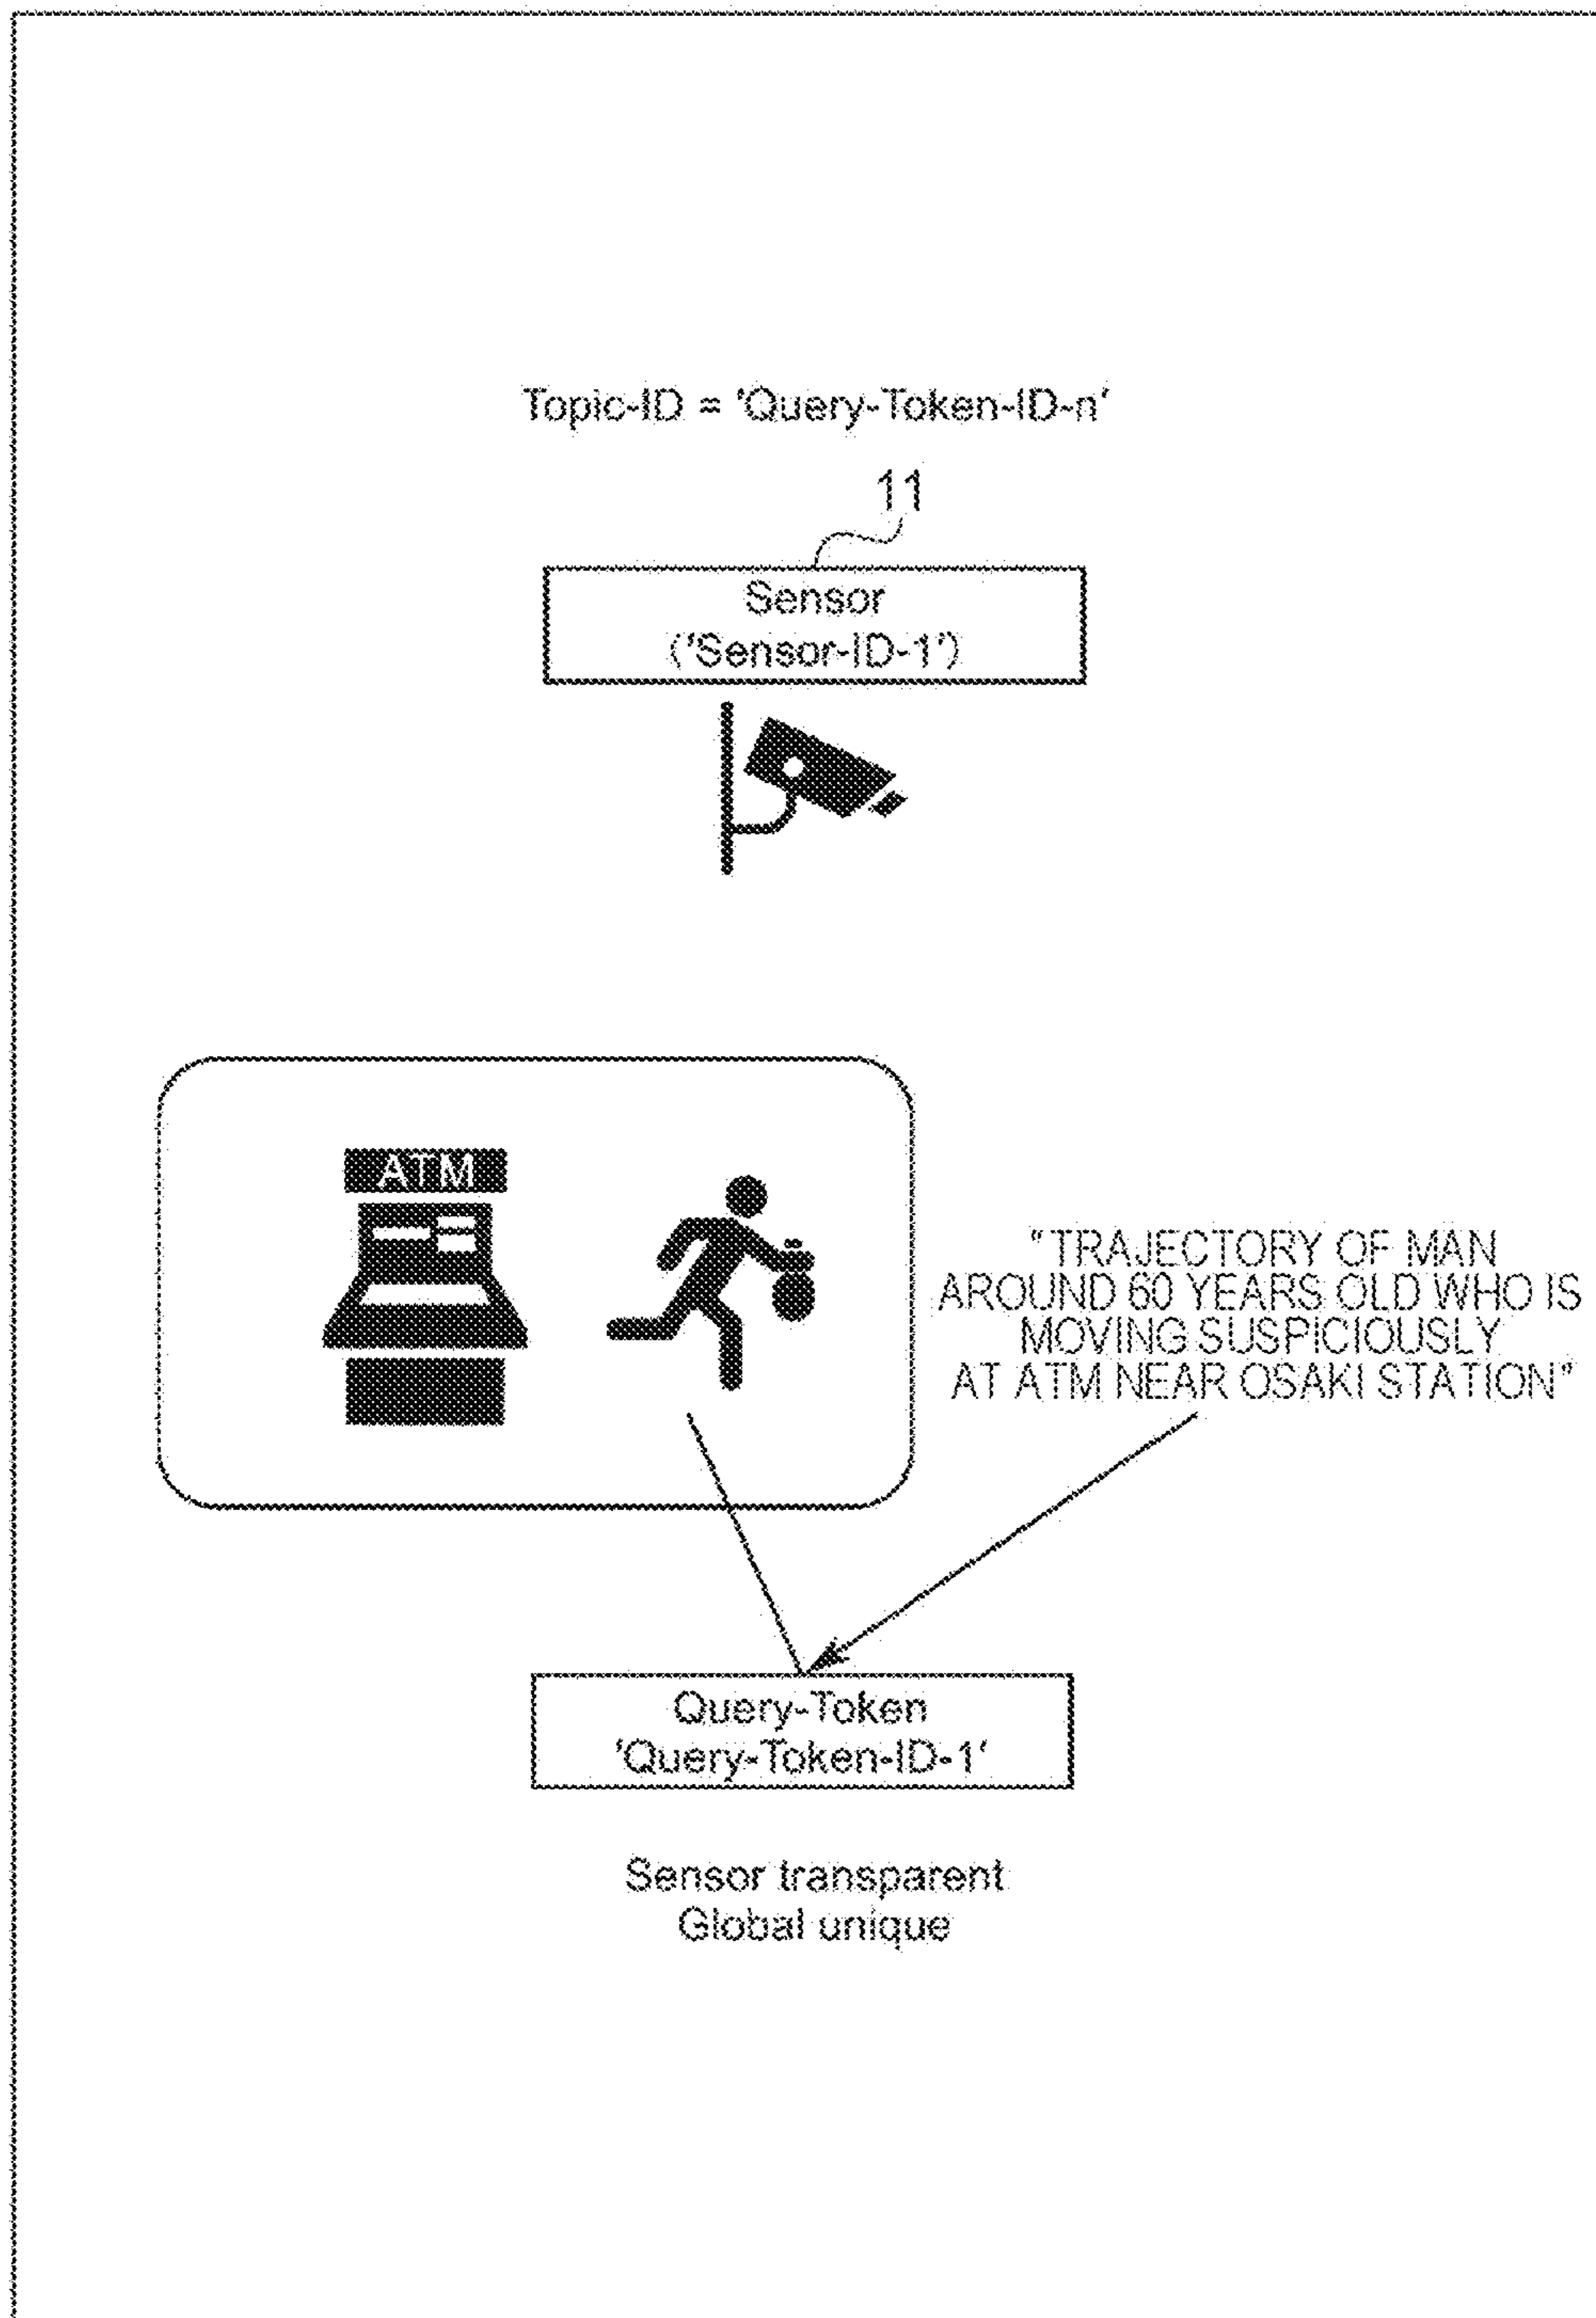 Topic-ID = 'Query-Token-ID-n'
11
Sensor
('Sensor-ID-1')
ATM
"TRAJECTORY OF MAN
AROUND 60 YEARS OLD WHO IS
MOVING SUSPICIOUSLY
AT ATM NEAR OSAKI STATION"
Query-Token
'Query-Token-ID-1'
Sensor transparent
Global unique